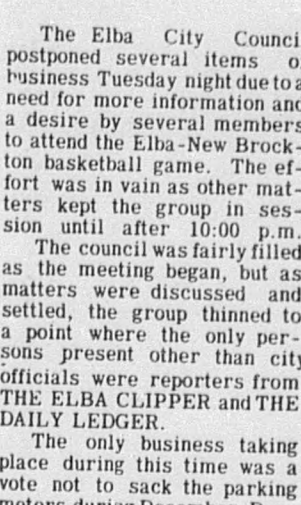 The Elba City Counci
postponed several items o
business Tuesday night due to a
need for more information and
a desire by several members
to attend the Elba-New Brock-
ton basketball game. The ef-
fort was in vain as other mat-
ters kept the group in ses-
sion until after 10:00 p.m.
The council was fairly filled
as the meeting began, but as
matters were discussed and
settled, the group thinned to
a point where the only per-
sons present other than city
officials were reporters from
THE ELBA CLIPPER and THE
DAILY LEDGER.
The only business taking
place during this time was a
vote not to sack the parking